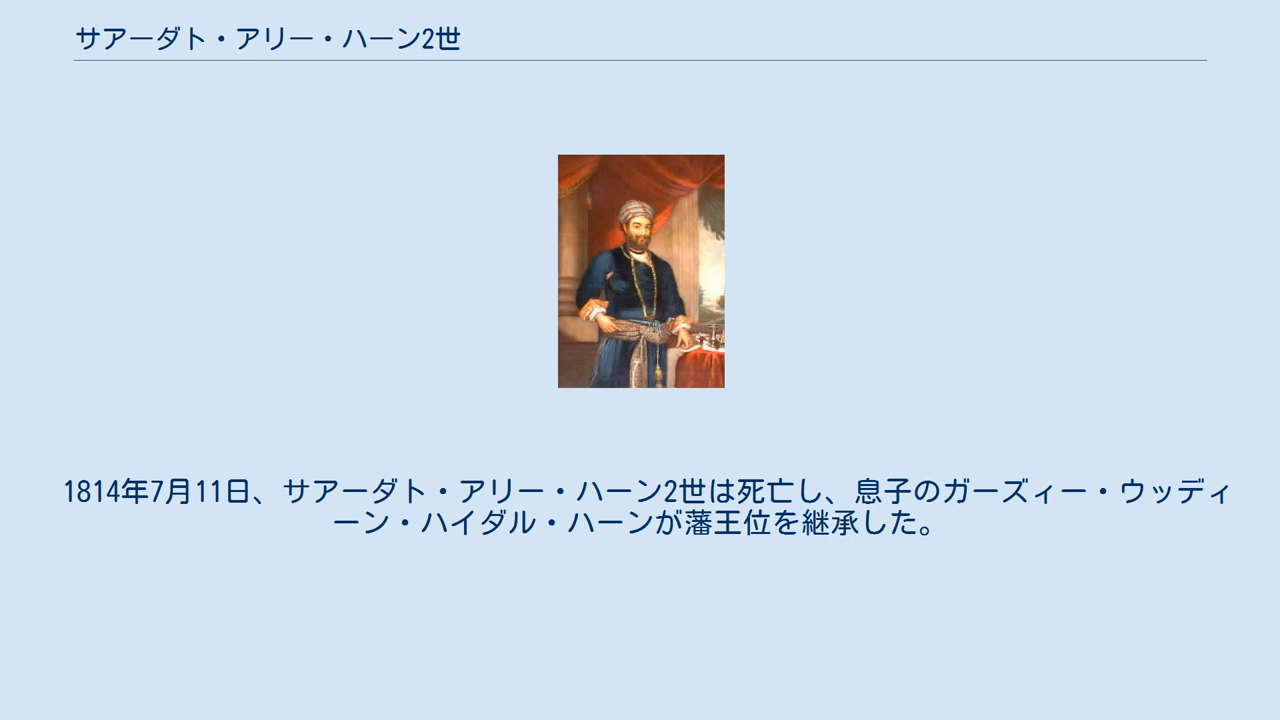 サアーダト・アリー・ハーン2世
1814年7月11日、サアーダト・アリー・ハーン2世は死亡し、息子のガーズィー・ウッディ
ーン・ハイダル・ハーンが藩王位を継承した。